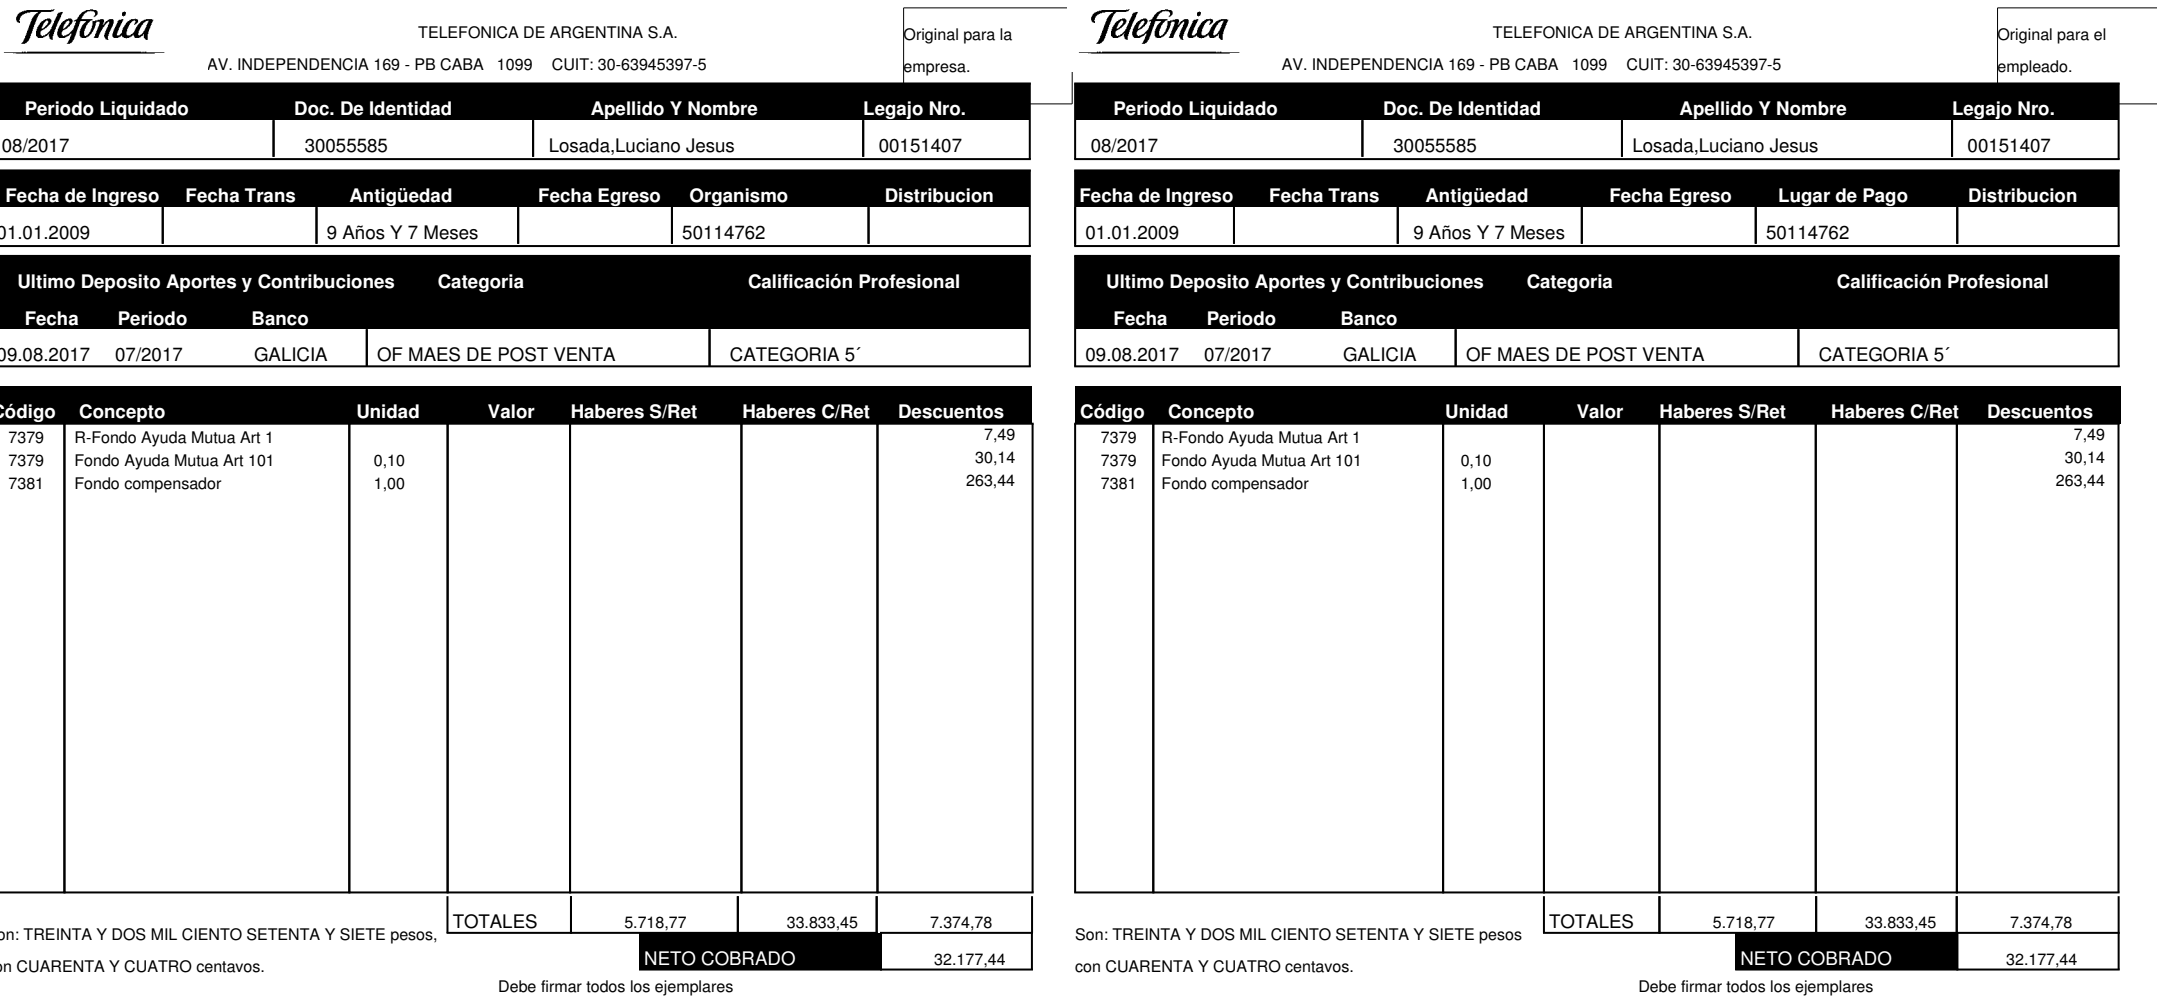 Telefonica
TELEFONICA DE ARGENTINA S.A.
AV. INDEPENDENCIA 169 - PB CABA 1099 CUIT: 30-63945397-5
Original para la
empresa.
Periodo Liquidado Doc. De Identidad Apellido Y Nombre Legajo Nro.
08/2017 30055585 Losada,Luciano Jesus 00151407
Fecha de Ingreso Fecha Trans Antigüedad Fecha Egreso Organismo Distribucion
01.01.2009 9 Años Y 7 Meses 50114762
Ultimo Deposito Aportes y Contribuciones Categoria Calificación Profesional
Fecha Periodo Banco
09.08.2017 07/2017 GALICIA OF MAES DE POST VENTA CATEGORIA 5´
Código Concepto Unidad Valor Haberes S/Ret Haberes C/Ret Descuentos
7379 R-Fondo Ayuda Mutua Art 1 7,49
7379 Fondo Ayuda Mutua Art 101 0,10 30,14
7381 Fondo compensador 1,00 263,44
TOTALES 5.718,77 33.833,45 7.374,78
on: TREINTA Y DOS MIL CIENTO SETENTA Y SIETE pesos,
on CUARENTA Y CUATRO centavos.
NETO COBRADO 32.177,44
Debe firmar todos los ejemplares
Telefonica
TELEFONICA DE ARGENTINA S.A.
AV. INDEPENDENCIA 169 - PB CABA 1099 CUIT: 30-63945397-5
Original para el
empleado.
Periodo Liquidado Doc. De Identidad Apellido Y Nombre Legajo Nro.
08/2017 30055585 Losada,Luciano Jesus 00151407
Fecha de Ingreso Fecha Trans Antigüedad Fecha Egreso Lugar de Pago Distribucion
01.01.2009 9 Años Y 7 Meses 50114762
Ultimo Deposito Aportes y Contribuciones Categoria Calificación Profesional
Fecha Periodo Banco
09.08.2017 07/2017 GALICIA OF MAES DE POST VENTA CATEGORIA 5´
Código Concepto Unidad Valor Haberes S/Ret Haberes C/Ret Descuentos
7379 R-Fondo Ayuda Mutua Art 1 7,49
7379 Fondo Ayuda Mutua Art 101 0,10 30,14
7381 Fondo compensador 1,00 263,44
TOTALES 5.718,77 33.833,45 7.374,78
Son: TREINTA Y DOS MIL CIENTO SETENTA Y SIETE pesos
con CUARENTA Y CUATRO centavos.
NETO COBRADO 32.177,44
Debe firmar todos los ejemplares